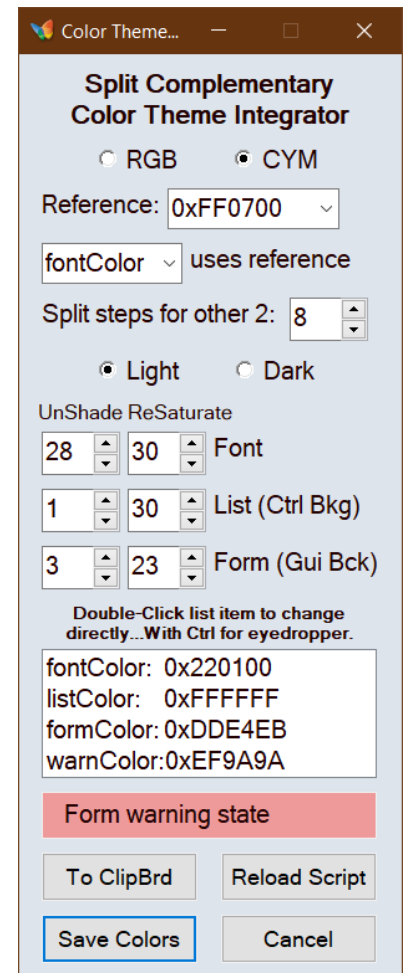 Color Theme...
Split Complementary
Color Theme Integrator
RGB CYM
Reference: 0xFF0700
fontColor uses reference
Split steps for other 2: 8
Light Dark
UnShade ReSaturate
28 30 Font
1 30 List (Ctrl Bkg)
3 23 Form (Gui Bck)
Double-Click list item to change
directly...With Ctrl for eyedropper.
fontColor: 0x220100
listColor: 0xFFFFFF
formColor: 0xDDE4EB
warnColor:0xEF9A9A
Form warning state
To ClipBrd Reload Script
Save Colors Cancel